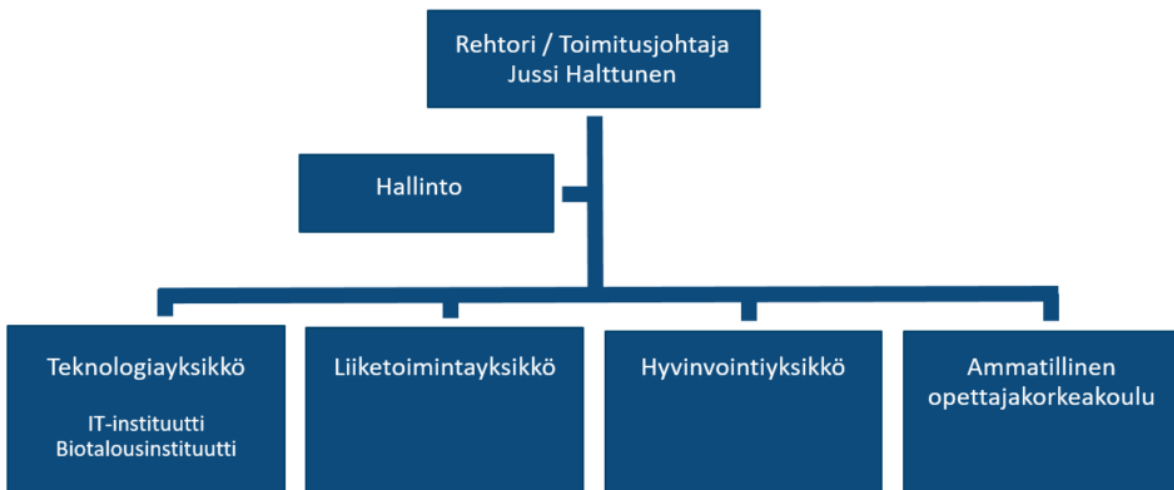 Rehtori / Toimitusjohtaja
Jussi Halttunen
Hallinto
Teknologiayksikkö
IT-instituutti
Biotalousinstituutti
Liiketoimintayksikkö
Hyvinvointiyksikkö
Ammatillinen
opettajakorkeakoulu